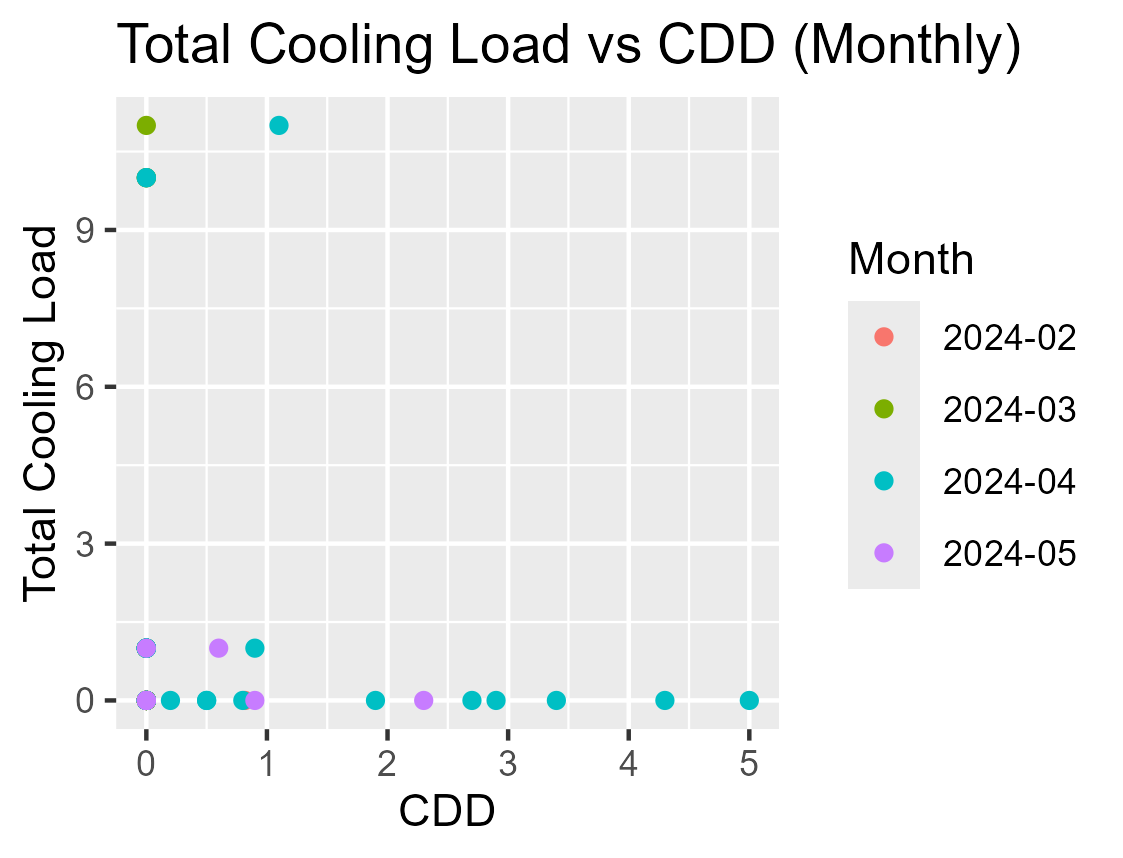 Total Cooling Load vs CDD (Monthly)
Total Cooling Load
9
6
3
0
0 1 2 3 4 5
CDD
Month
2024-02
2024-03
2024-04
2024-05